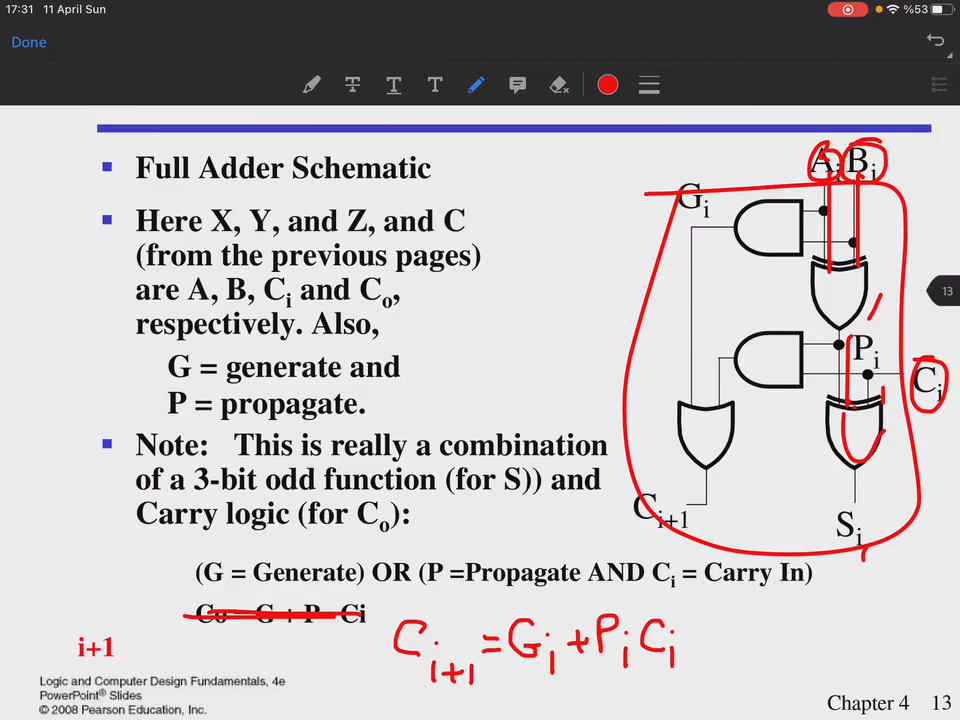 17:31 11 April Sun %53
Done
T T T
▪ Full Adder Schematic
▪ Here X, Y, and Z, and C
(from the previous pages)
are A, B, Cᵢ and Cₒ,
respectively. Also,
G = generate and
P = propagate.
▪ Note: This is really a combination
of a 3-bit odd function (for S)) and
Carry logic (for Cₒ):
(G = Generate) OR (P =Propagate AND Cᵢ = Carry In)
Co = G + P · Ci
Aᵢ Bᵢ
Gᵢ
Pᵢ
Cᵢ
Cᵢ₊₁
Sᵢ
13
i+1
Cᵢ₊₁ = Gᵢ + Pᵢ Cᵢ
Logic and Computer Design Fundamentals, 4e
PowerPoint® Slides
© 2008 Pearson Education, Inc.
Chapter 4 13